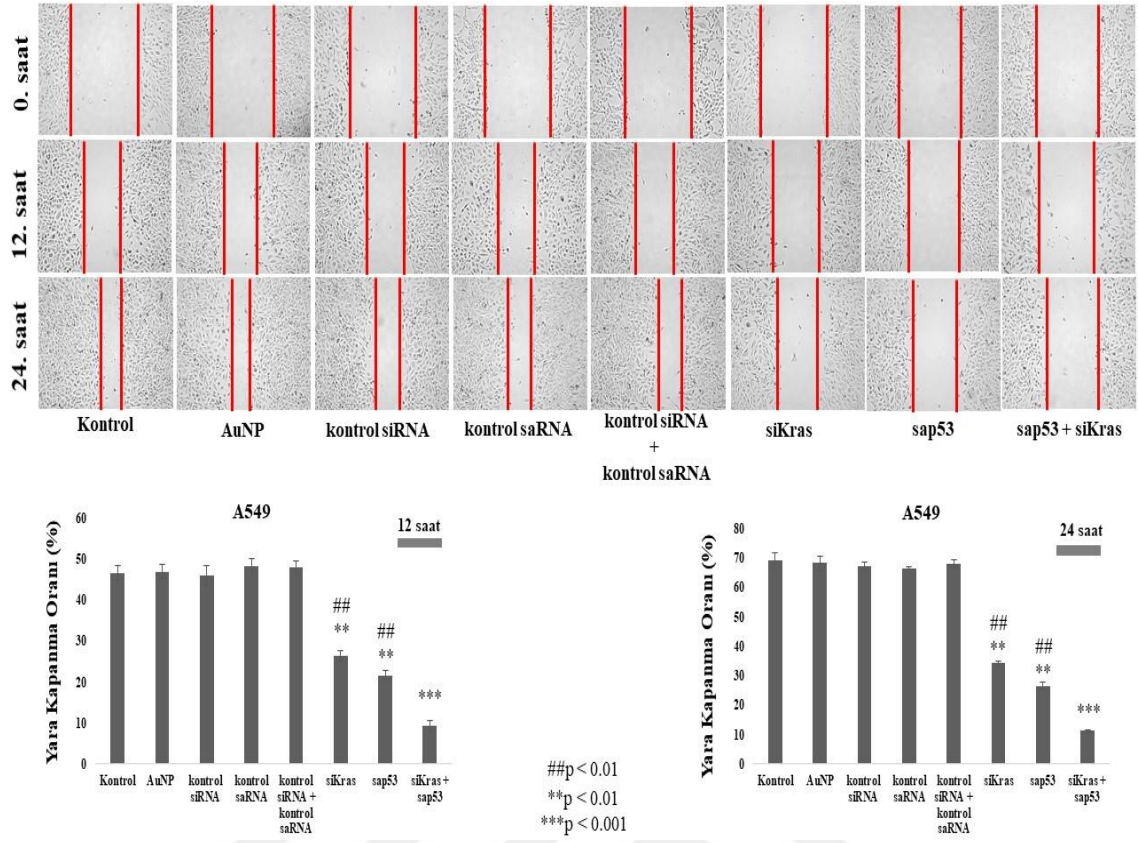 0. saat
12. saat
24. saat
Kontrol
AuNP
kontrol siRNA
kontrol saRNA
kontrol siRNA
+
kontrol saRNA
siKras
sap53
sap53 + siKras
A549
12 saat
Yara Kapanma Oranı (%)
60
50
40
30
20
10
0
##
**
##
**
***
Kontrol
AuNP
kontrol
siRNA
kontrol
saRNA
kontrol
siRNA +
kontrol
saRNA
siKras
sap53
siKras +
sap53
##p < 0.01
**p < 0.01
***p < 0.001
A549
24 saat
Yara Kapanma Oranı (%)
80
70
60
50
40
30
20
10
0
##
**
##
**
***
Kontrol
AuNP
kontrol
siRNA
kontrol
saRNA
kontrol
siRNA +
kontrol
saRNA
siKras
sap53
siKras +
sap53